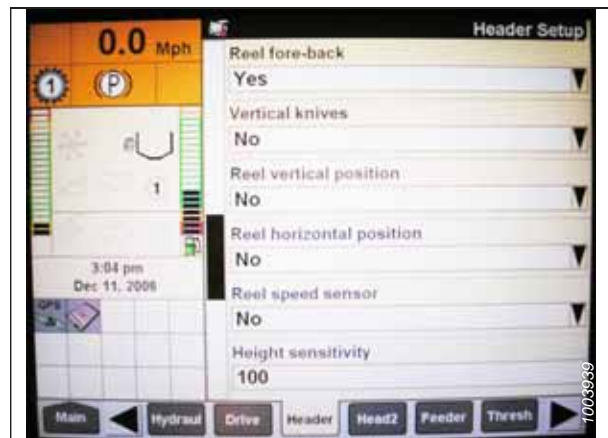 0.0 Mph
Header Setup
1
P
Reel fore-back
Yes
Vertical knives
No
Reel vertical position
No
1
Reel horizontal position
No
3:04 pm
Dec 11, 2006
Reel speed sensor
No
GPS
Height sensitivity
100
Main Hydraul Drive Header Head2 Feeder Thresh
1003939